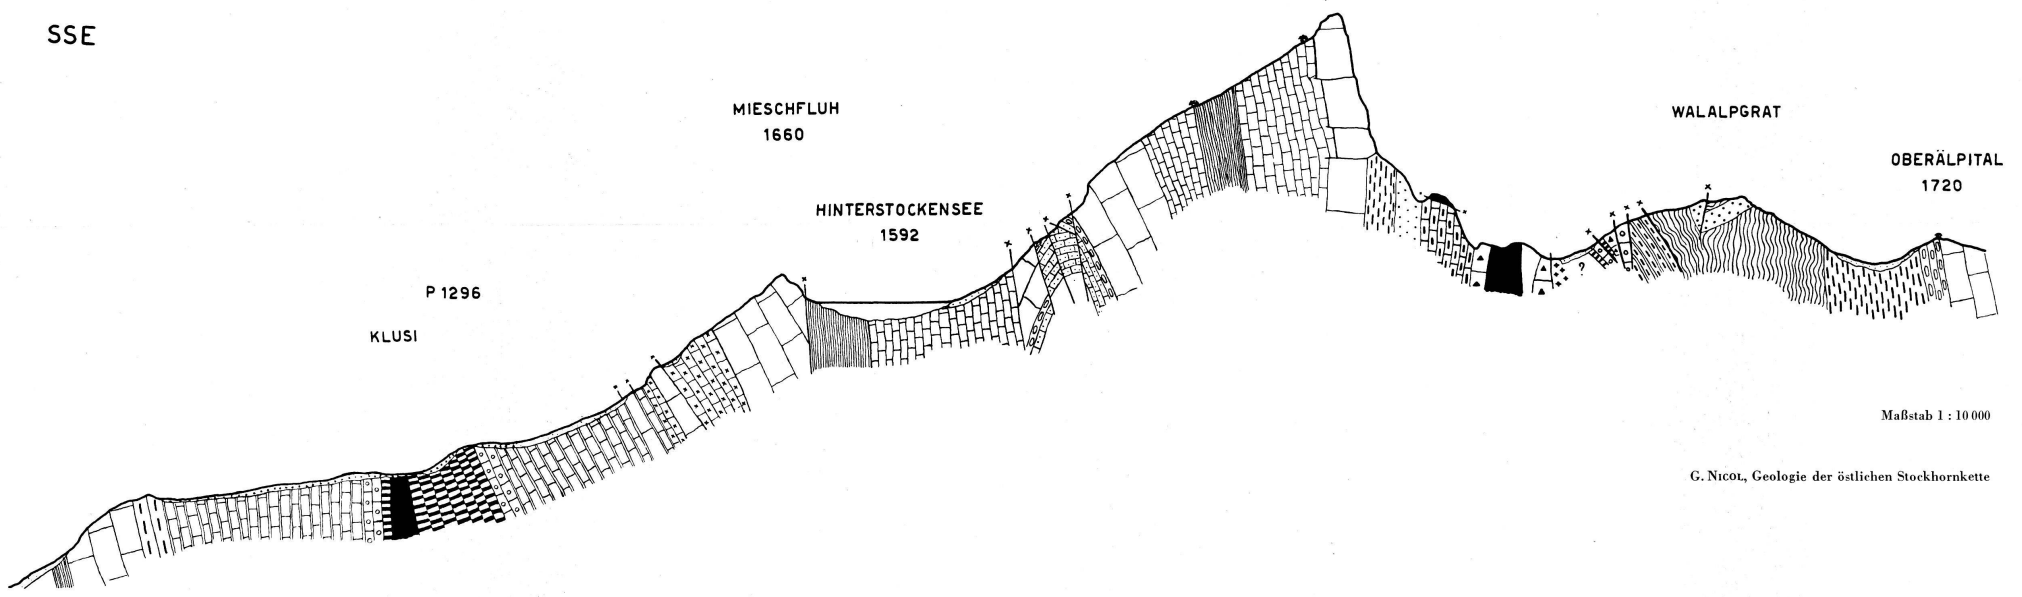 SSE
MIESCHFLUH
1660
WALALPGRAT
OBERÄLPITAL
1720
HINTERSTOCKENSEE
1592
P 1296
KLUSI
?
Maßstab 1 : 10 000
G. NICOL, Geologie der östlichen Stockhornkette